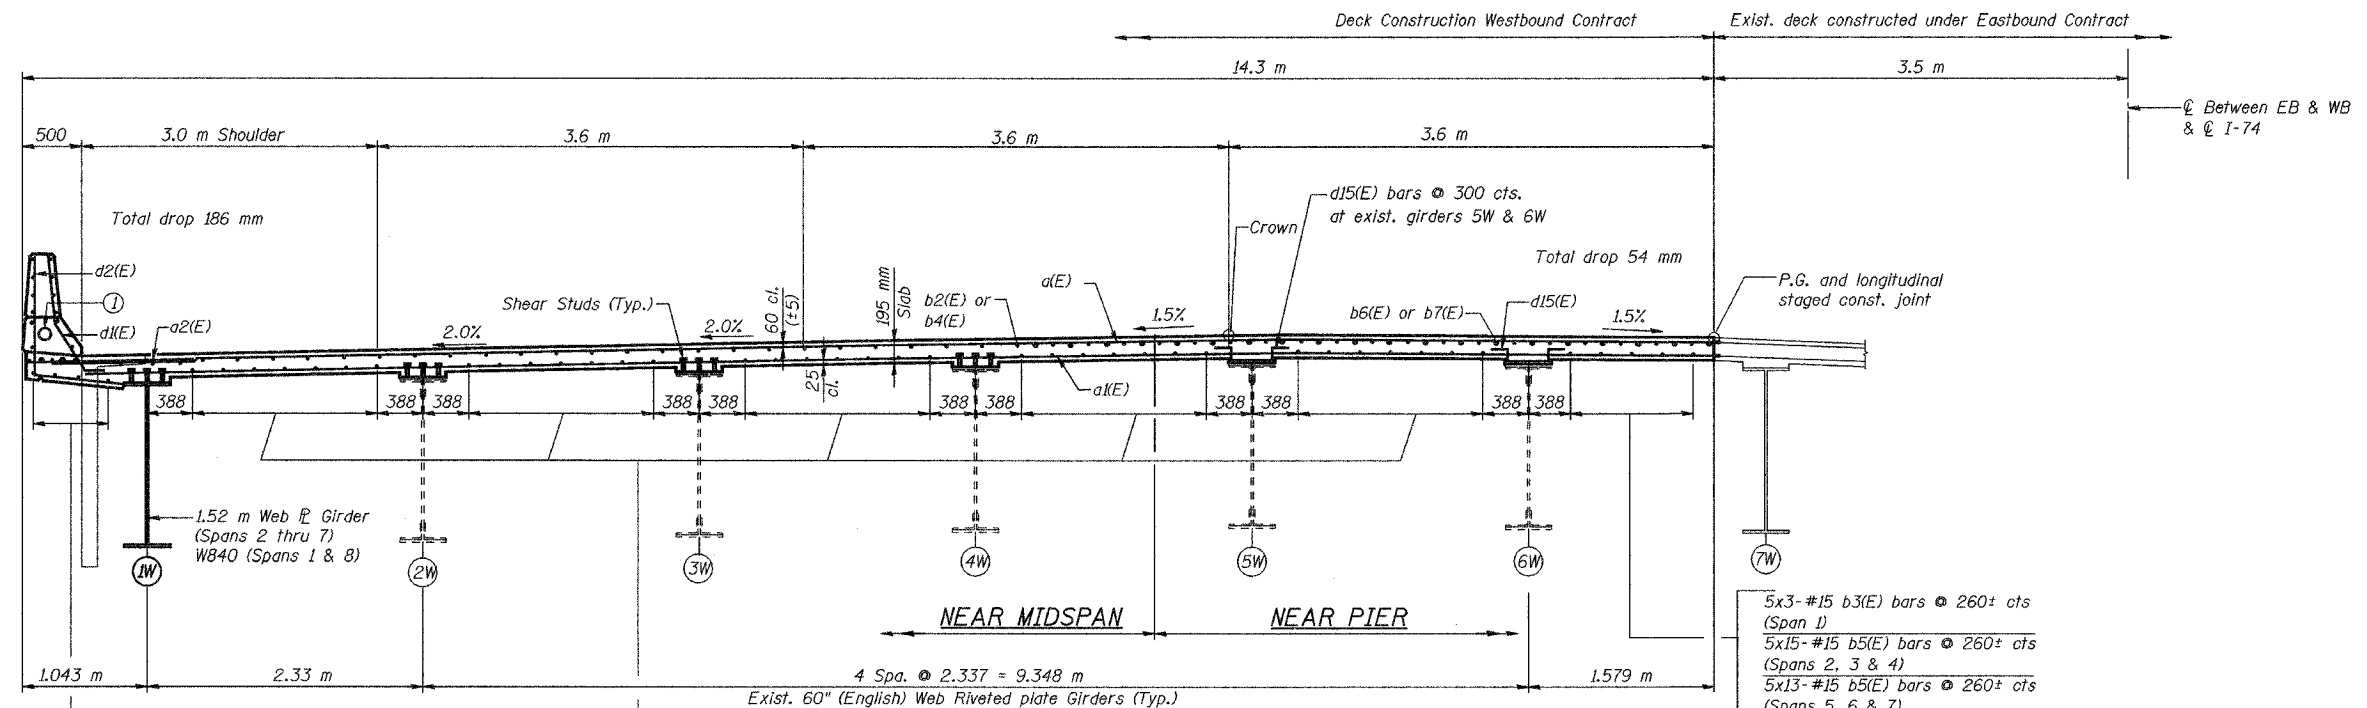 Deck Construction Westbound Contract
Exist. deck constructed under Eastbound Contract
14.3 m
3.5 m
℄ Between EB & WB
& ℄ I-74
500
3.0 m Shoulder
3.6 m
3.6 m
3.6 m
d15(E) bars @ 300 cts.
at exist. girders 5W & 6W
Total drop 186 mm
Crown
Total drop 54 mm
d2(E)
1
P.G. and longitudinal
staged const. joint
Shear Studs (Typ.)
60 cl.
(±5)
195 mm
Slab
b2(E) or
b4(E)
a(E)
1.5%
b6(E) or b7(E)
d15(E)
1.5%
d1(E)
a2(E)
2.0%
2.0%
25
cl.
a1(E)
388
388
388
388
388
388
388
388
388
388
388
1.52 m Web ⅊ Girder
(Spans 2 thru 7)
W840 (Spans 1 & 8)
1W
2W
3W
4W
5W
6W
7W
NEAR MIDSPAN
NEAR PIER
5x3-#15 b3(E) bars @ 260± cts
(Span 1)
5x15-#15 b5(E) bars @ 260± cts
(Spans 2, 3 & 4)
5x13-#15 b5(E) bars @ 260± cts
(Spans 5, 6 & 7)
1.043 m
2.33 m
4 Spa. @ 2.337 = 9.348 m
1.579 m
Exist. 60" (English) Web Riveted plate Girders (Typ.)